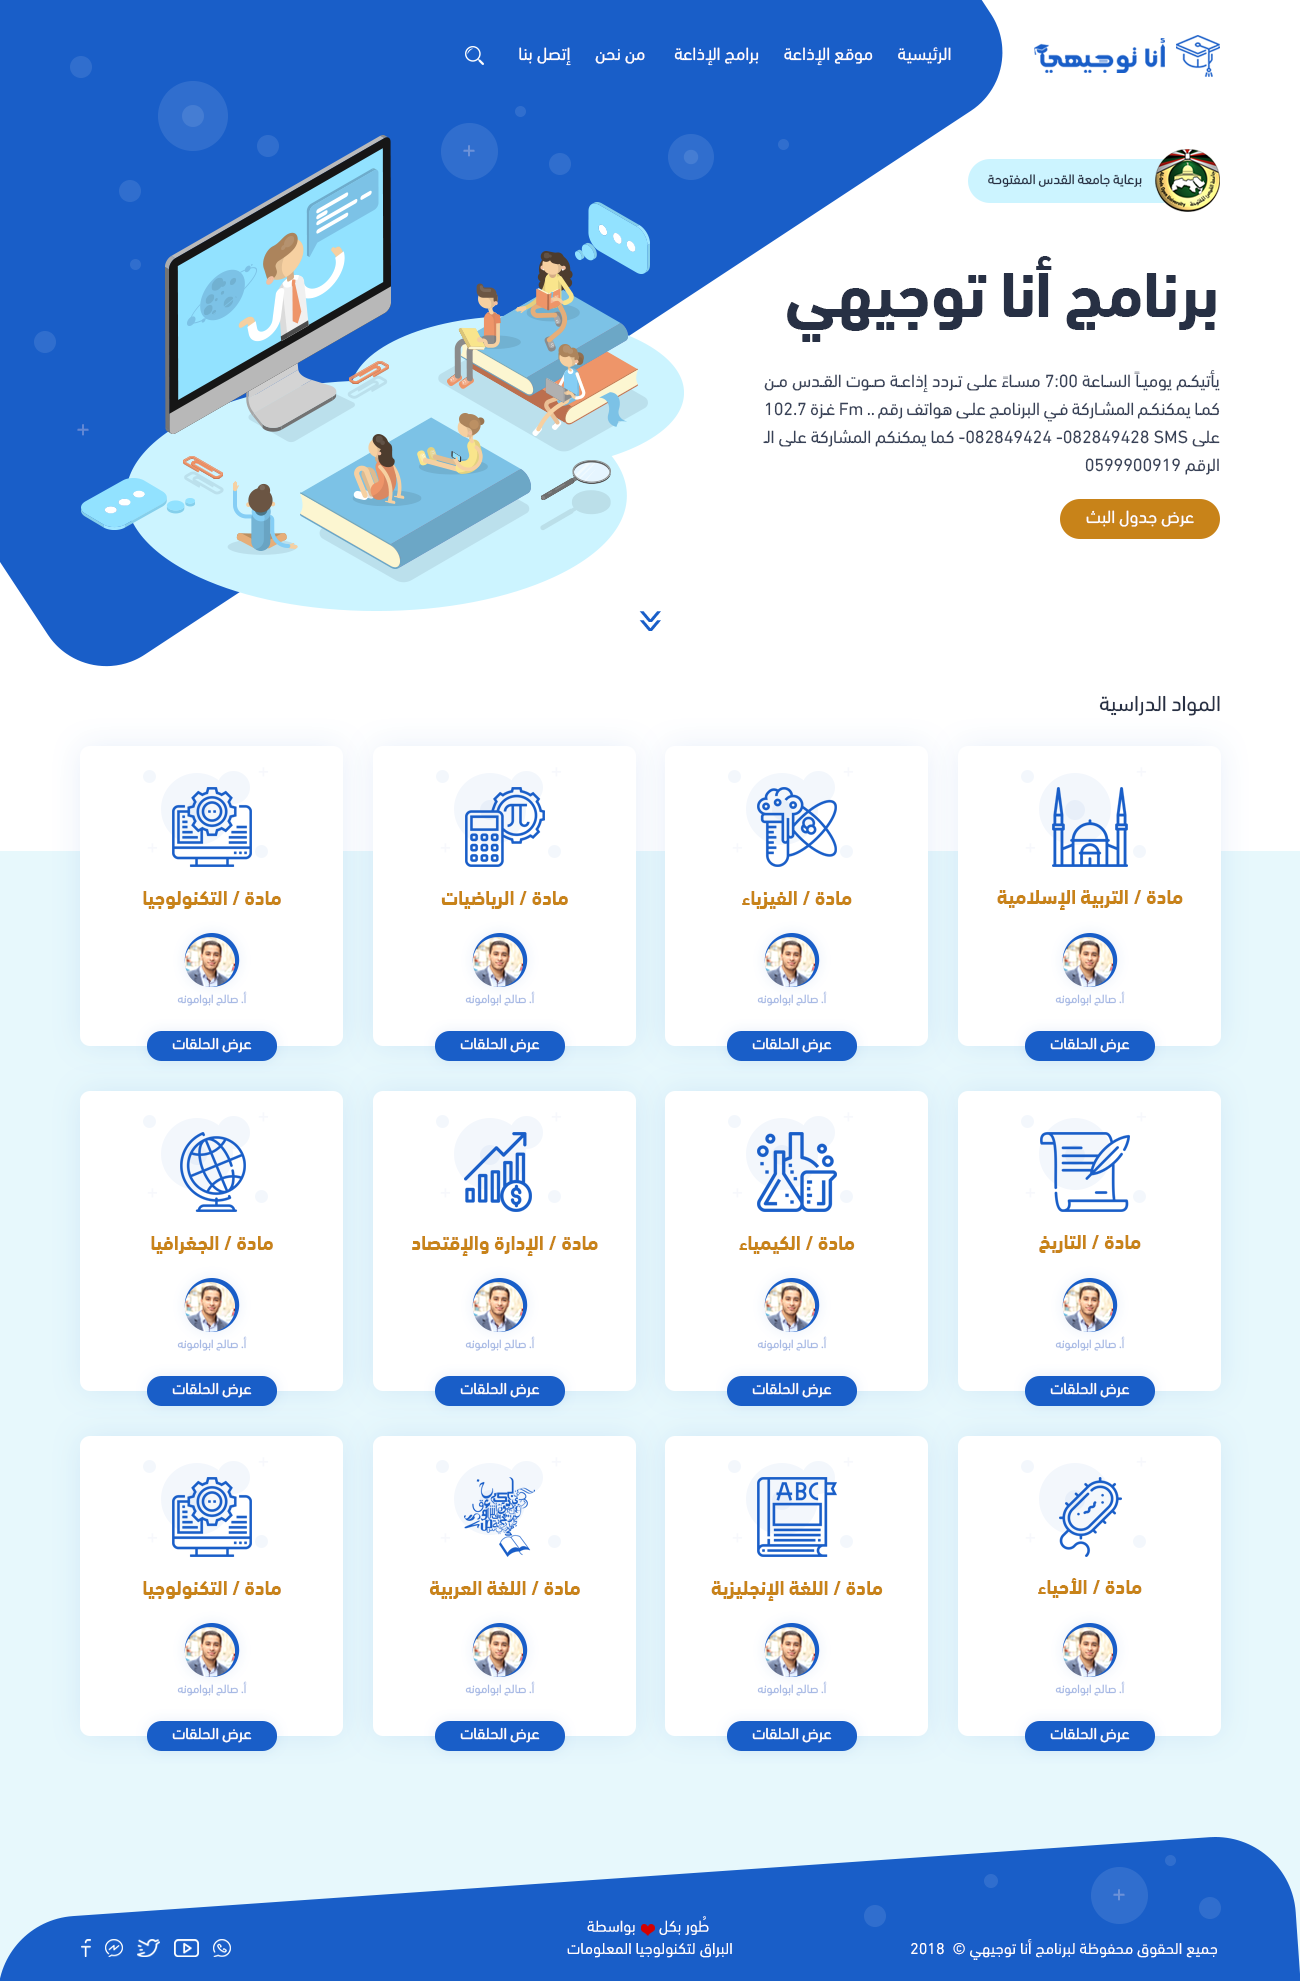 أنا توجيهي
الرئيسية
موقع الإذاعة
برامج الإذاعة
من نحن
إتصل بنا
برعاية جامعة القدس المفتوحة
برنامج أنا توجيهي
يأتيكم يومياً الساعة 7:00 مساءً على تردد إذاعة صوت القدس من
غزة 102.7 Fm .. كما يمكنكم المشاركة في البرنامج على هواتف رقم
082849428- 082849424- كما يمكنكم المشاركة على الـ SMS على
الرقم 0599900919
عرض جدول البث
المواد الدراسية
مادة / التربية الإسلامية
أ. صالح ابوامونه
عرض الحلقات
مادة / الفيزياء
أ. صالح ابوامونه
عرض الحلقات
مادة / الرياضيات
أ. صالح ابوامونه
عرض الحلقات
مادة / التكنولوجيا
أ. صالح ابوامونه
عرض الحلقات
مادة / التاريخ
أ. صالح ابوامونه
عرض الحلقات
مادة / الكيمياء
أ. صالح ابوامونه
عرض الحلقات
مادة / الإدارة والإقتصاد
أ. صالح ابوامونه
عرض الحلقات
مادة / الجغرافيا
أ. صالح ابوامونه
عرض الحلقات
مادة / الأحياء
أ. صالح ابوامونه
عرض الحلقات
ABC
مادة / اللغة الإنجليزية
أ. صالح ابوامونه
عرض الحلقات
مادة / اللغة العربية
أ. صالح ابوامونه
عرض الحلقات
مادة / التكنولوجيا
أ. صالح ابوامونه
عرض الحلقات
جميع الحقوق محفوظة لبرنامج أنا توجيهي © 2018
طُور بكل ❤ بواسطة
البراق لتكنولوجيا المعلومات